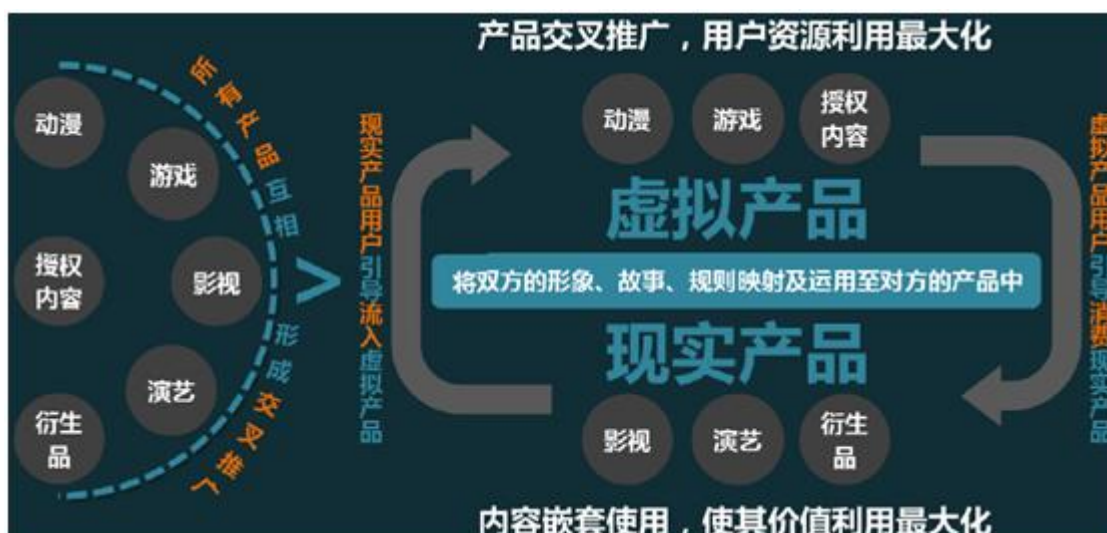 动漫
游戏
授权
内容
影视
演艺
衍生
品
所有产品互相
形成交叉推广
现实产品用户引导流入虚拟产品
产品交叉推广，用户资源利用最大化
动漫
游戏
授权
内容
虚拟产品
将双方的形象、故事、规则映射及运用至对方的产品中
现实产品
影视
演艺
衍生
品
内容嵌套使用，使其价值利用最大化
虚拟产品用户引导消费现实产品